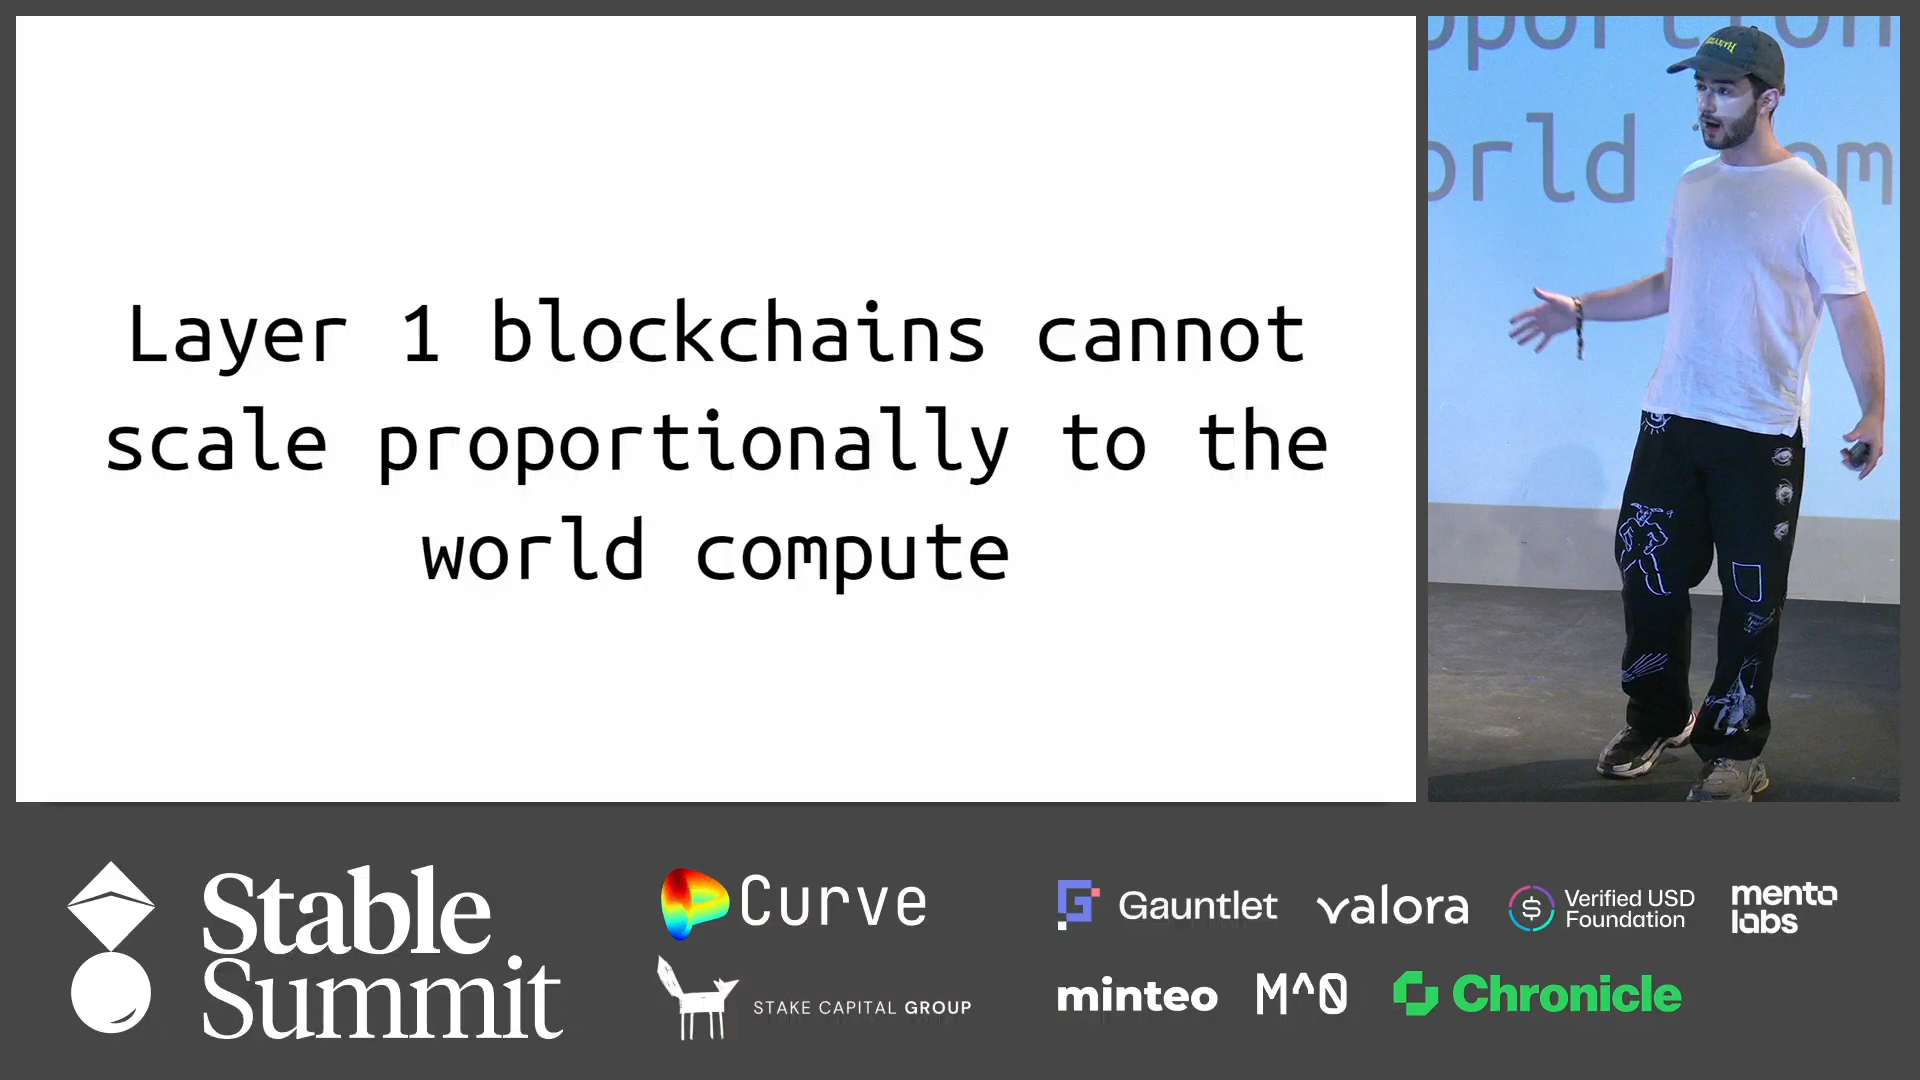 Layer 1 blockchains cannot
scale proportionally to the
world compute
orld
Stable
Summit
Curve
STAKE CAPITAL GROUP
Gauntlet
valora
Verified USD
Foundation
mento
labs
minteo
M^0
Chronicle